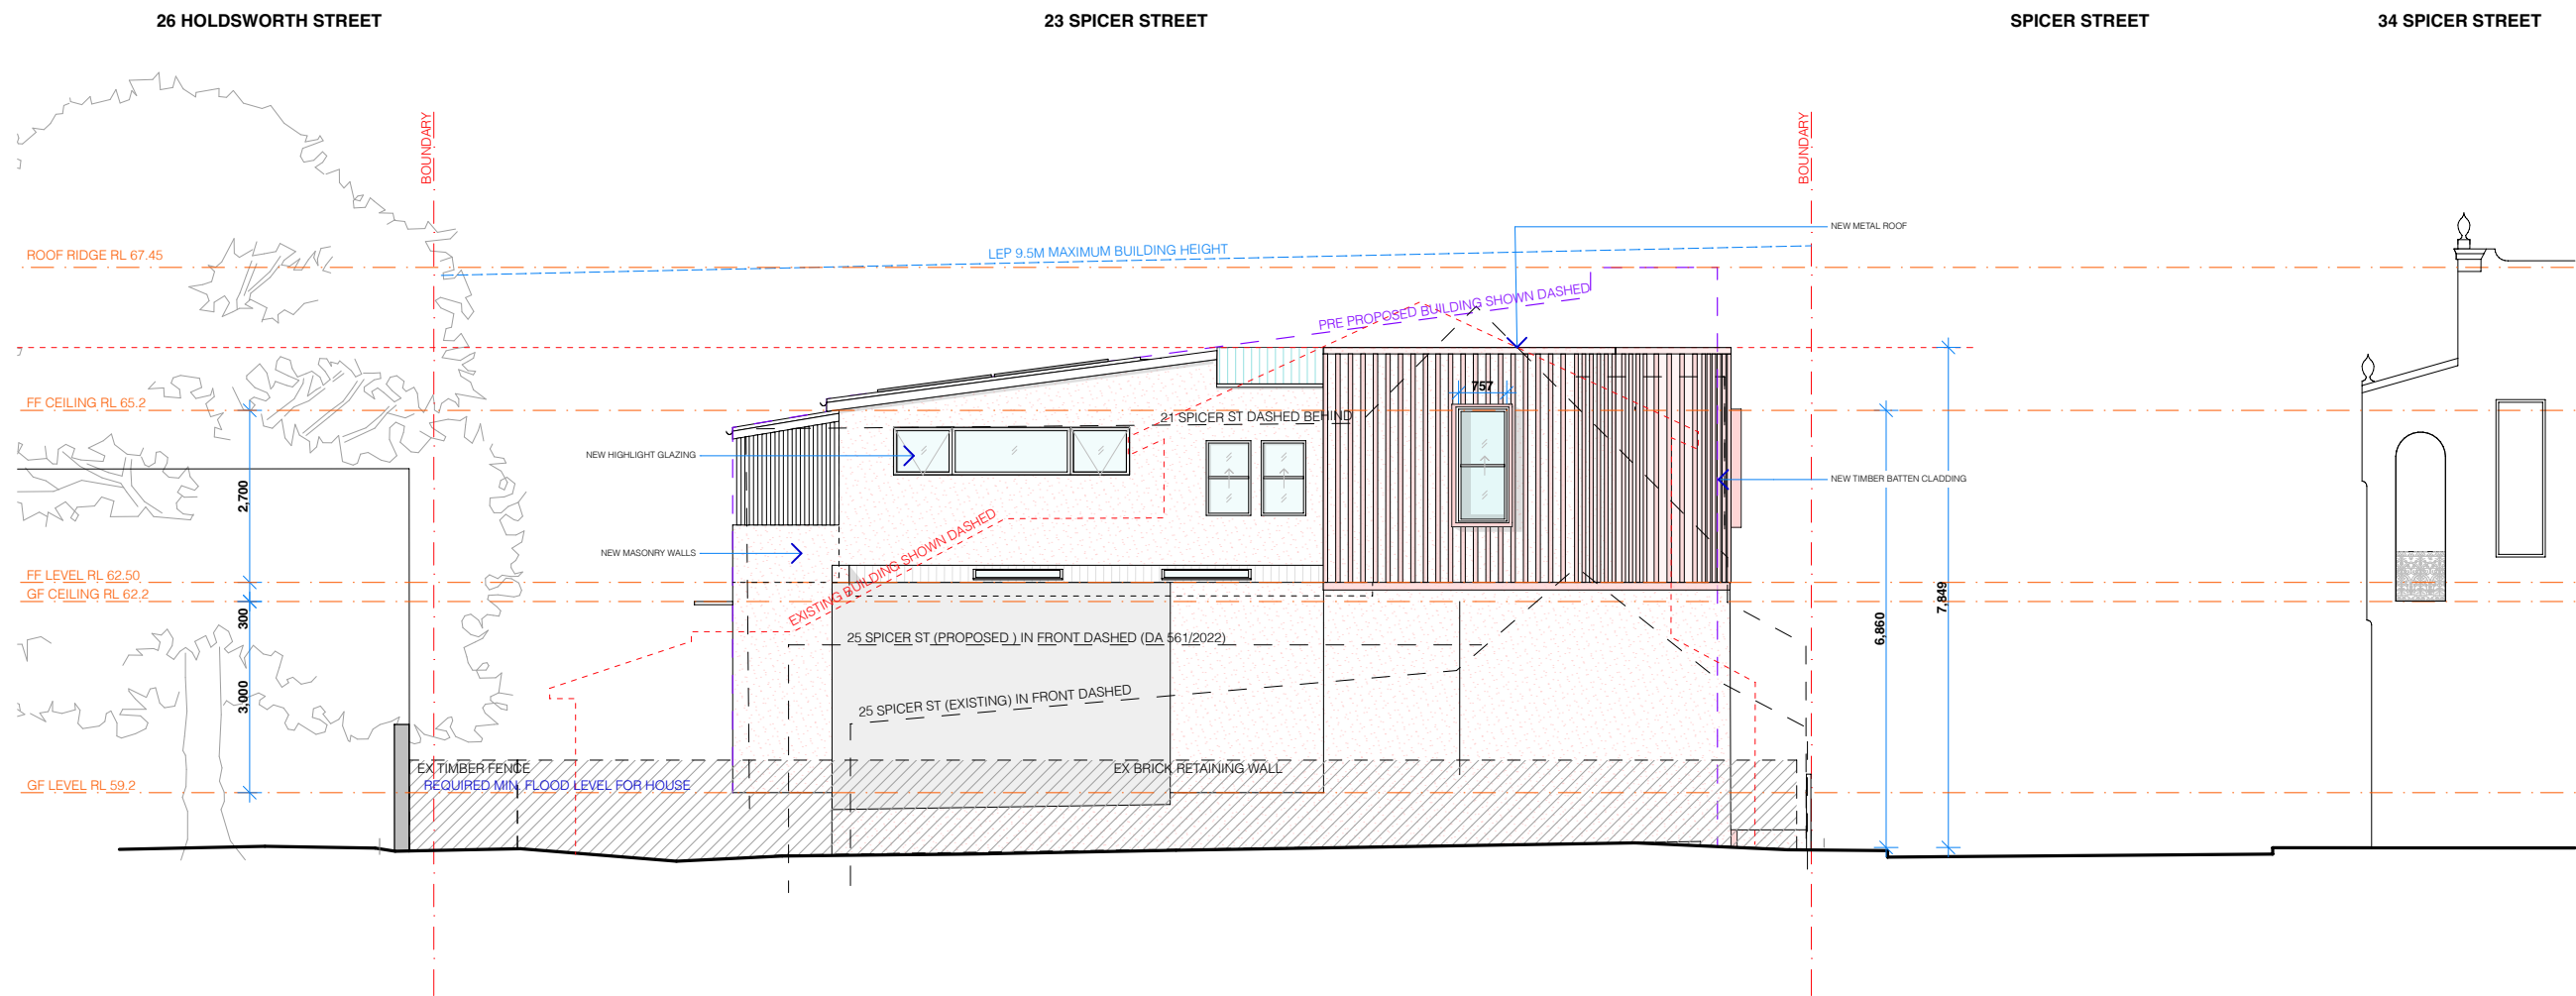 26 HOLDSWORTH STREET
23 SPICER STREET
SPICER STREET
34 SPICER STREET
BOUNDARY
BOUNDARY
NEW METAL ROOF
LEP 9.5M MAXIMUM BUILDING HEIGHT
ROOF RIDGE RL 67.45
PRE PROPOSED BUILDING SHOWN DASHED
757
FF CEILING RL 65.2
21 SPICER ST DASHED BEHIND
NEW HIGHLIGHT GLAZING
NEW TIMBER BATTEN CLADDING
2,700
EXISTING BUILDING SHOWN DASHED
NEW MASONRY WALLS
FF LEVEL RL 62.50
GF CEILING RL 62.2
300
7,849
6,860
25 SPICER ST (PROPOSED ) IN FRONT DASHED (DA 561/2022)
3,000
25 SPICER ST (EXISTING) IN FRONT DASHED
EX TIMBER FENCE
EX BRICK RETAINING WALL
GF LEVEL RL 59.2
REQUIRED MIN. FLOOD LEVEL FOR HOUSE